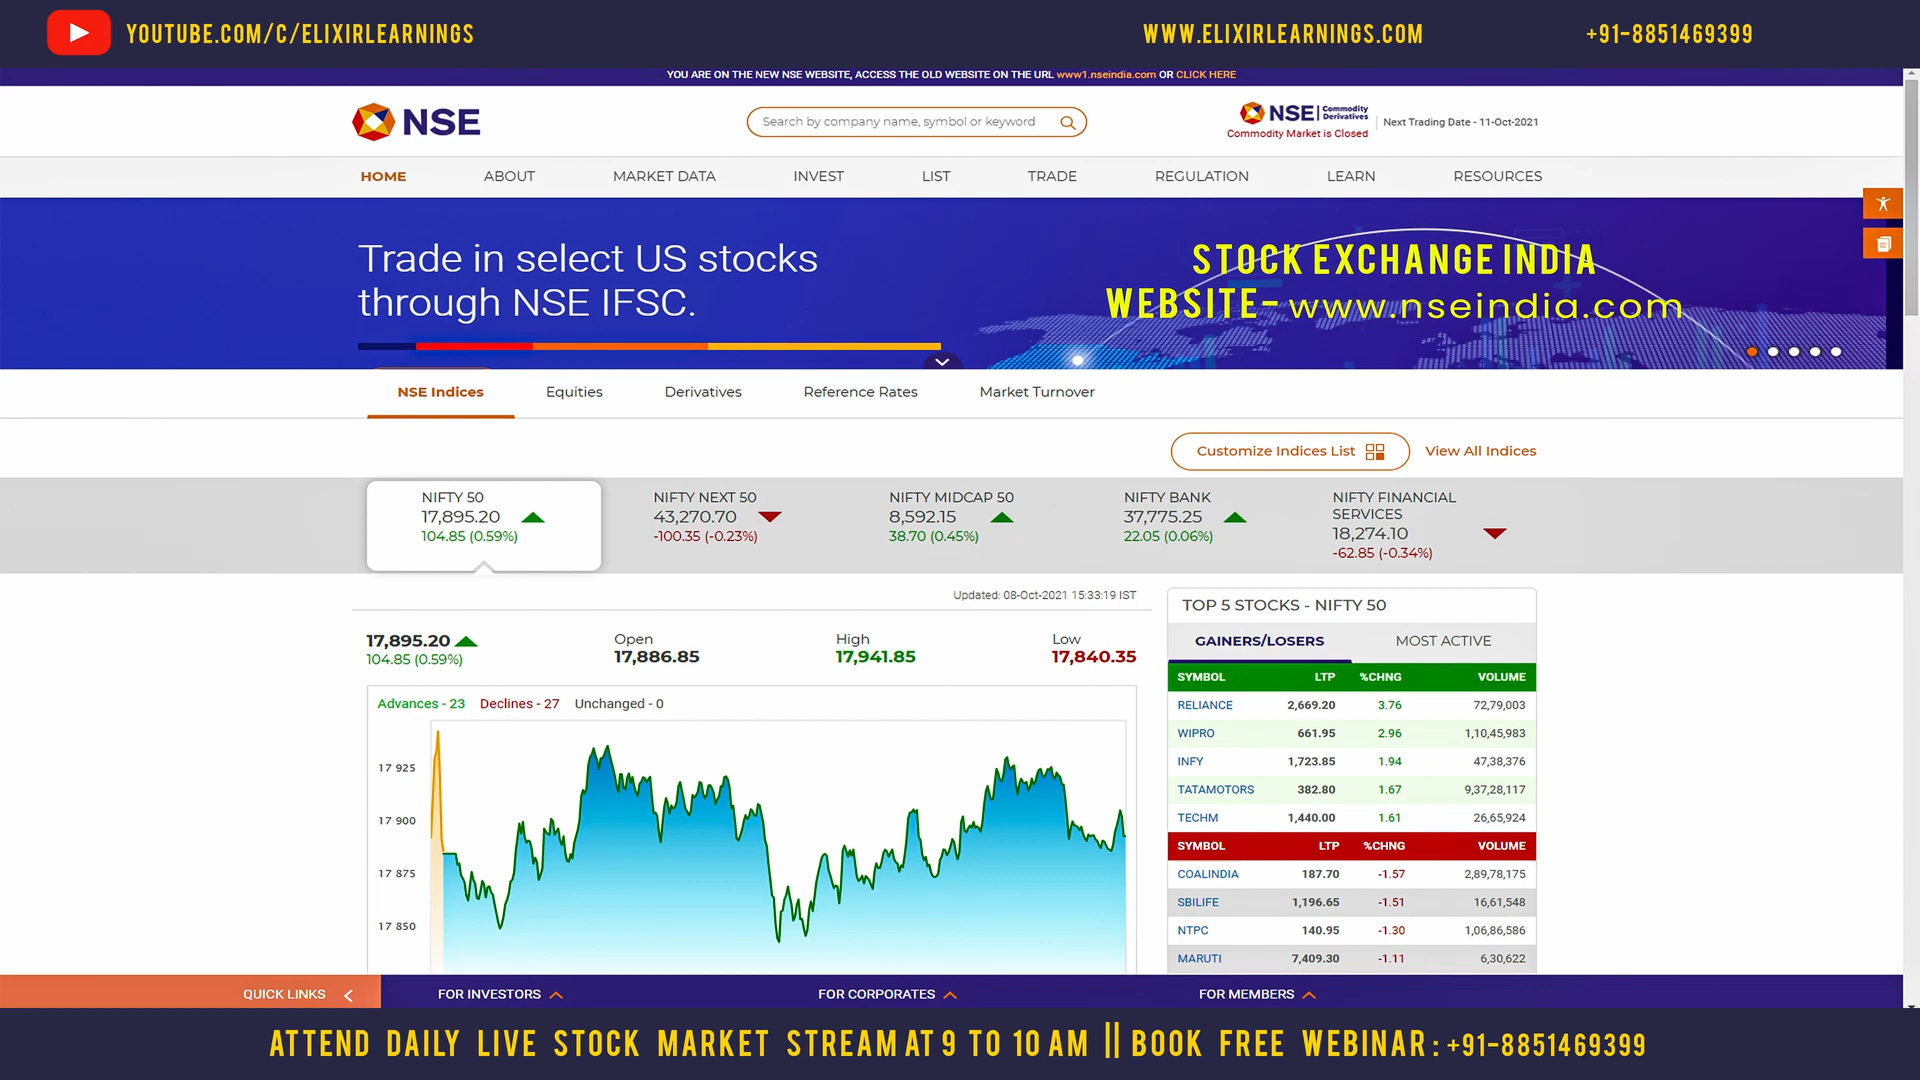 YOUTUBE.COM/C/ELIXIRLEARNINGS
WWW.ELIXIRLEARNINGS.COM
+91-8851469399
YOU ARE ON THE NEW NSE WEBSITE, ACCESS THE OLD WEBSITE ON THE URL www1.nseindia.com OR CLICK HERE
NSE
Search by company name, symbol or keyword
NSE Commodity Derivatives
Commodity Market is Closed
Next Trading Date - 11-Oct-2021
HOME ABOUT MARKET DATA INVEST LIST TRADE REGULATION LEARN RESOURCES
Trade in select US stocks
through NSE IFSC.
STOCK EXCHANGE INDIA
WEBSITE- www.nseindia.com
NSE Indices Equities Derivatives Reference Rates Market Turnover
Customize Indices List View All Indices
NIFTY 50
17,895.20
104.85 (0.59%)
NIFTY NEXT 50
43,270.70
-100.35 (-0.23%)
NIFTY MIDCAP 50
8,592.15
38.70 (0.45%)
NIFTY BANK
37,775.25
22.05 (0.06%)
NIFTY FINANCIAL
SERVICES
18,274.10
-62.85 (-0.34%)
Updated: 08-Oct-2021 15:33:19 IST
17,895.20
104.85 (0.59%)
Open
17,886.85
High
17,941.85
Low
17,840.35
Advances - 23 Declines - 27 Unchanged - 0
17 925
17 900
17 875
17 850
TOP 5 STOCKS - NIFTY 50
GAINERS/LOSERS MOST ACTIVE
SYMBOL LTP %CHNG VOLUME
RELIANCE 2,669.20 3.76 72,79,003
WIPRO 661.95 2.96 1,10,45,983
INFY 1,723.85 1.94 47,38,376
TATAMOTORS 382.80 1.67 9,37,28,117
TECHM 1,440.00 1.61 26,65,924
SYMBOL LTP %CHNG VOLUME
COALINDIA 187.70 -1.57 2,89,78,175
SBILIFE 1,196.65 -1.51 16,61,548
NTPC 140.95 -1.30 1,06,86,586
MARUTI 7,409.30 -1.11 6,30,622
QUICK LINKS FOR INVESTORS FOR CORPORATES FOR MEMBERS
ATTEND DAILY LIVE STOCK MARKET STREAM AT 9 TO 10 AM || BOOK FREE WEBINAR : +91-8851469399